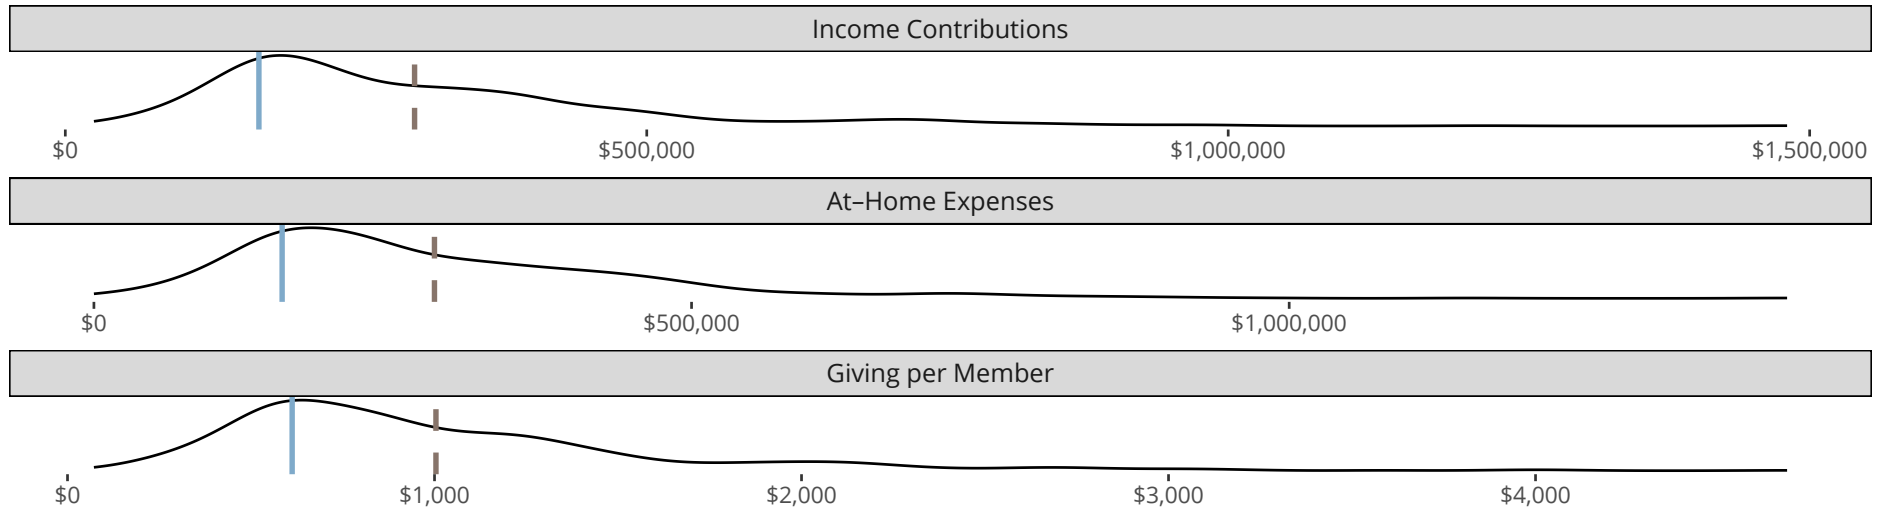 Income Contributions
$0 $500,000 $1,000,000 $1,500,000
At–Home Expenses
$0 $500,000 $1,000,000
Giving per Member
$0 $1,000 $2,000 $3,000 $4,000